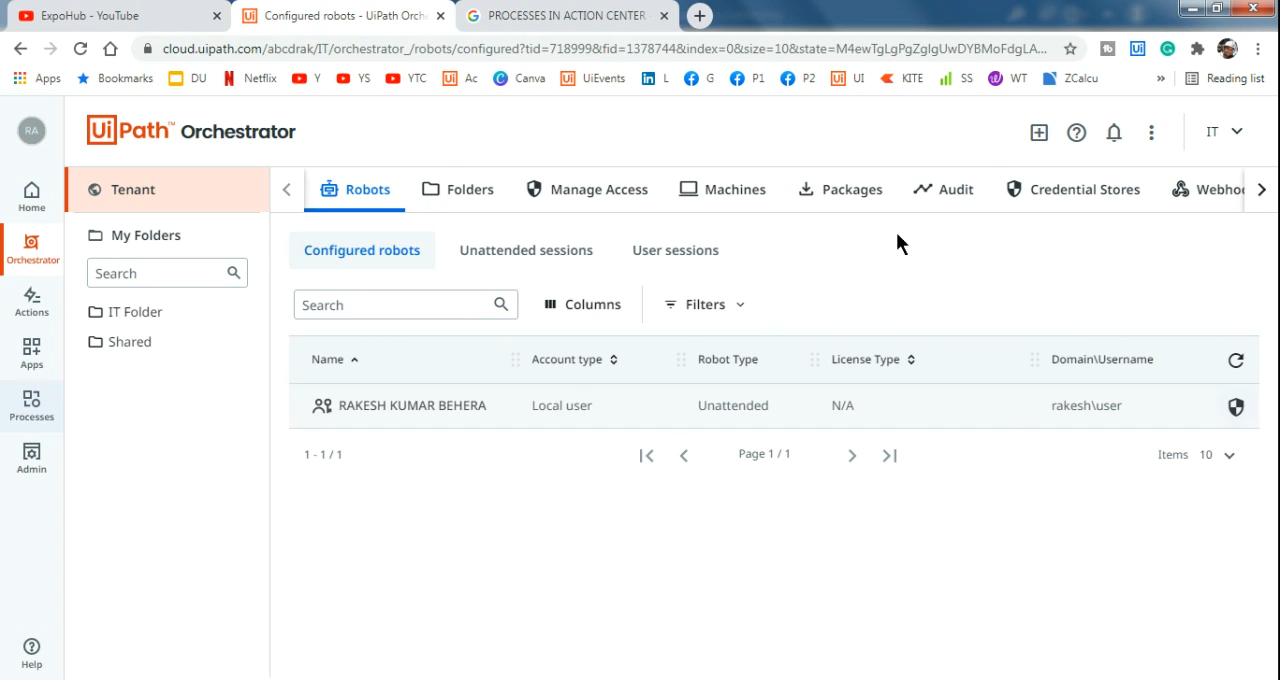 ExpoHub - YouTube
Configured robots - UiPath Orche
PROCESSES IN ACTION CENTER -
cloud.uipath.com/abcdrak/IT/orchestrator_/robots/configured?tid=718999&fid=1378744&index=0&size=10&state=M4ewTgLgPgZglgUwDYBMoFdgLA...
Apps
Bookmarks
DU
Netflix
Y
YS
YTC
Ac
Canva
UiEvents
L
G
P1
P2
UI
KITE
SS
WT
ZCalcu
»
Reading list
RA
UiPath™ Orchestrator
IT
Home
Orchestrator
Actions
Apps
Processes
Admin
Help
Tenant
My Folders
Search
IT Folder
Shared
Robots
Folders
Manage Access
Machines
Packages
Audit
Credential Stores
Webhoo
Configured robots
Unattended sessions
User sessions
Search
Columns
Filters
Name
Account type
Robot Type
License Type
Domain\Username
RAKESH KUMAR BEHERA
Local user
Unattended
N/A
rakesh\user
1 - 1 / 1
Page 1 / 1
Items 10